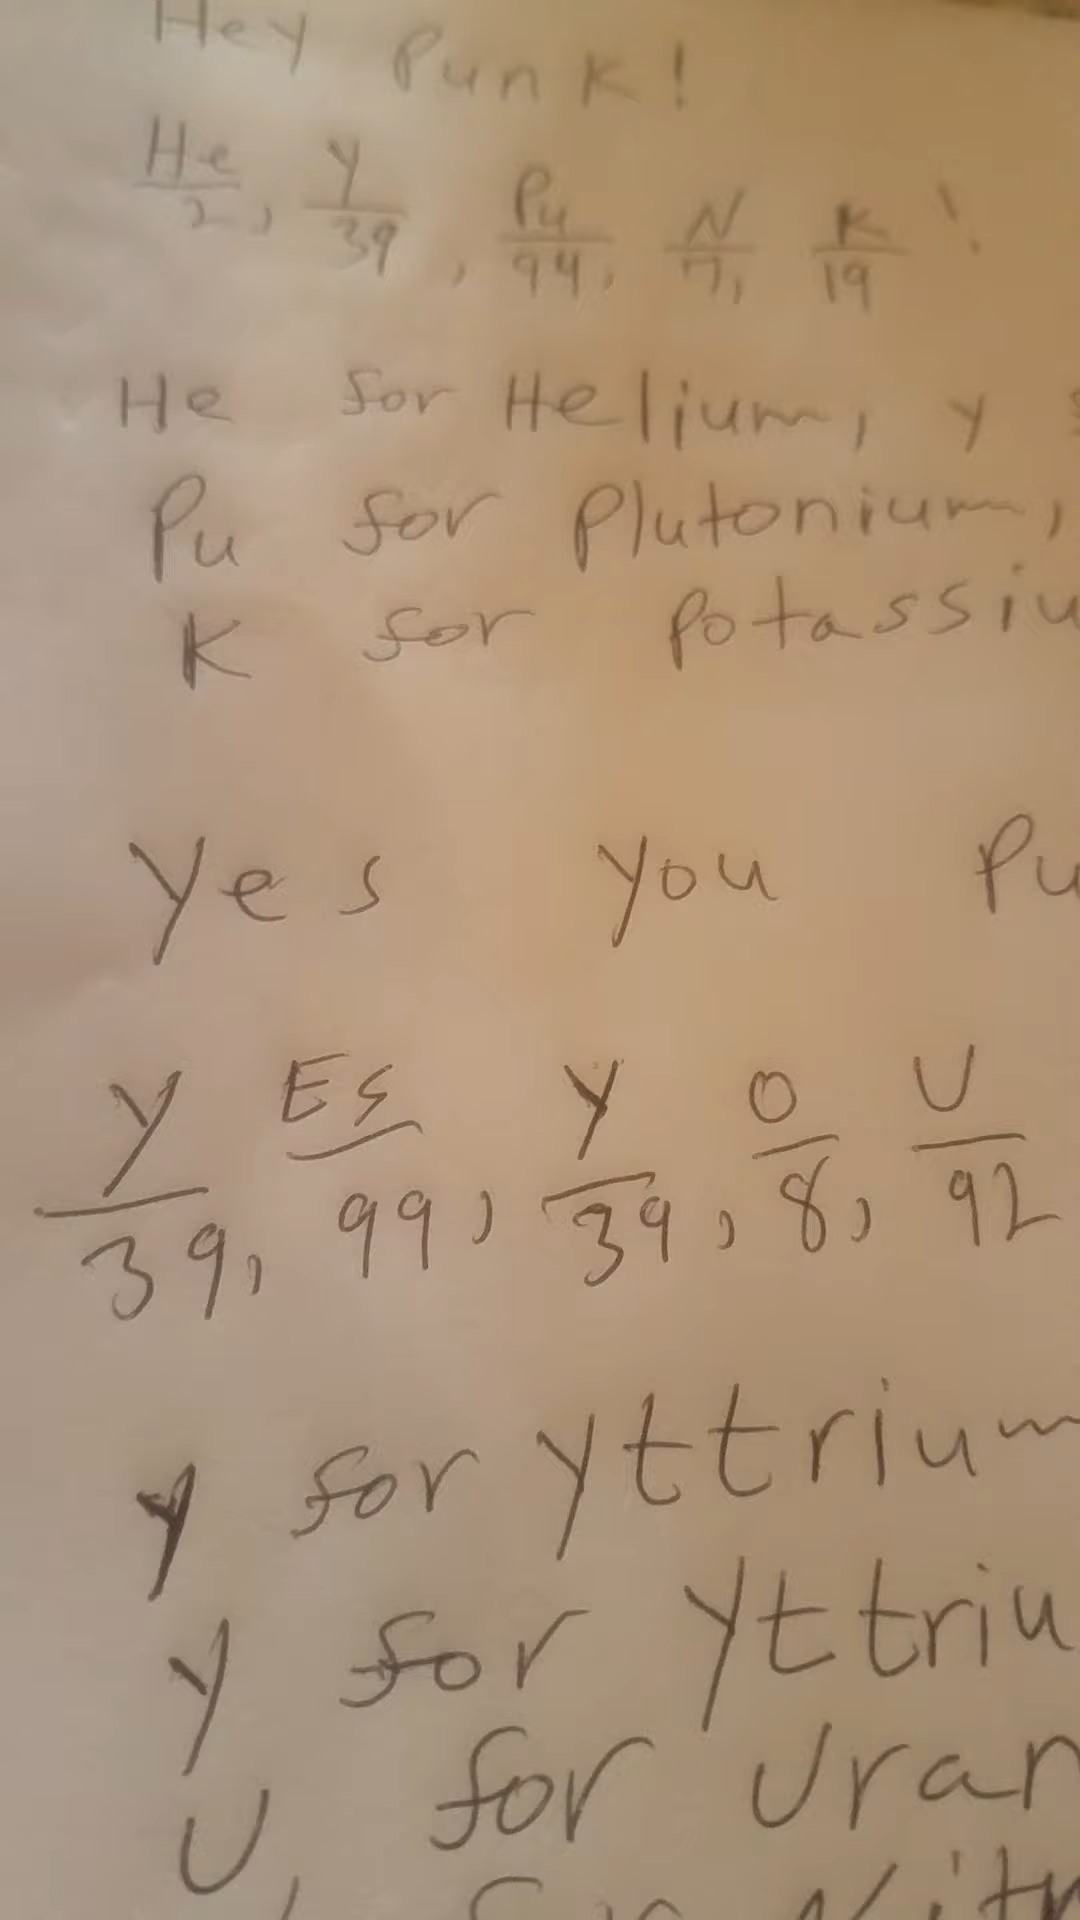 Hey Punk!
He Y Pu N K !
2, 39, 94, 7, 19
He for Helium, y
Pu for Plutonium,
K for Potassiu
Yes you Pu
Y Es Y O U
39, 99, 39, 8, 92
y for yttrium
y for yttriu
U for Uran